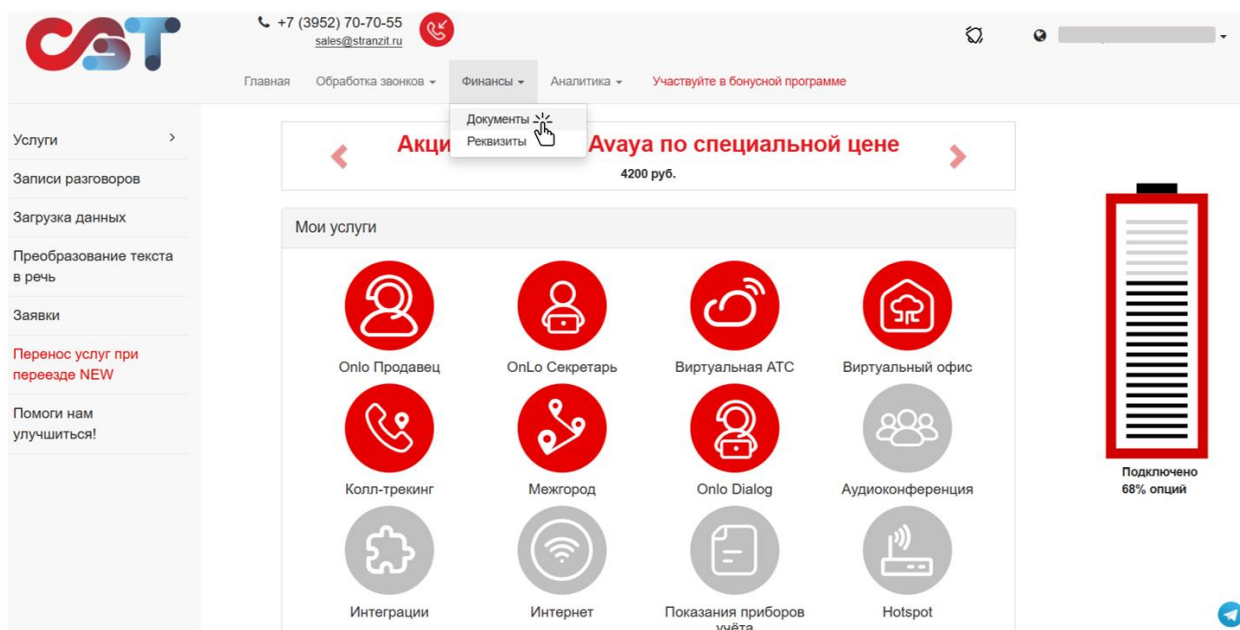 CST
+7 (3952) 70-70-55
sales@stranzit.ru
Главная Обработка звонков Финансы Аналитика Участвуйте в бонусной программе
Документы
Реквизиты
Услуги
Записи разговоров
Загрузка данных
Преобразование текста
в речь
Заявки
Перенос услуг при
переезде NEW
Помоги нам
улучшиться!
Avaya по специальной цене
4200 руб.
Мои услуги
Onlo Продавец OnLo Секретарь Виртуальная АТС Виртуальный офис
Колл-трекинг Межгород Onlo Dialog Аудиоконференция
Интеграции Интернет Показания приборов Hotspot
учёта
Подключено
68% опций